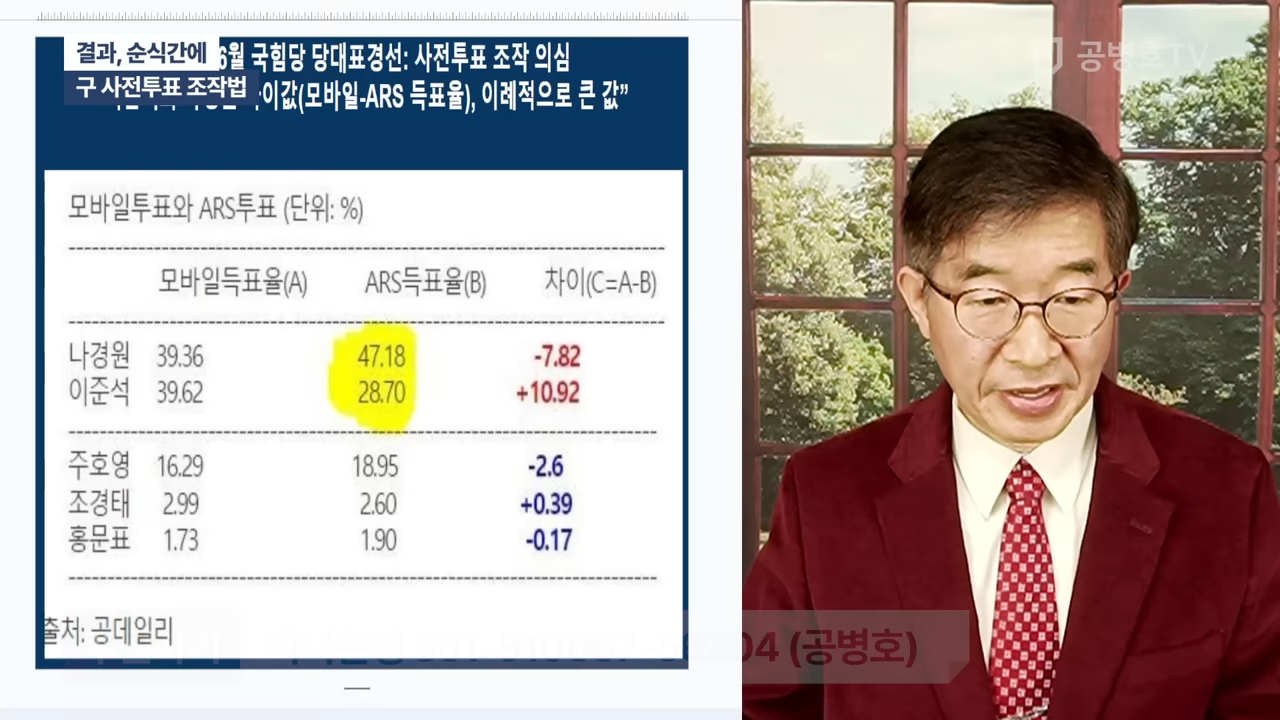 결과, 순식간에
구 사전투표 조작법
6월 국힘당 당대표경선: 사전투표 조작 의심
(모바일-ARS 득표율), 이례적으로 큰 값”
모바일투표와 ARS투표 (단위: %)
모바일득표율(A) ARS득표율(B) 차이(C=A-B)
나경원 39.36 47.18 -7.82
이준석 39.62 28.70 +10.92
주호영 16.29 18.95 -2.6
조경태 2.99 2.60 +0.39
홍문표 1.73 1.90 -0.17
출처: 공데일리
04 (공병호)
공병호TV